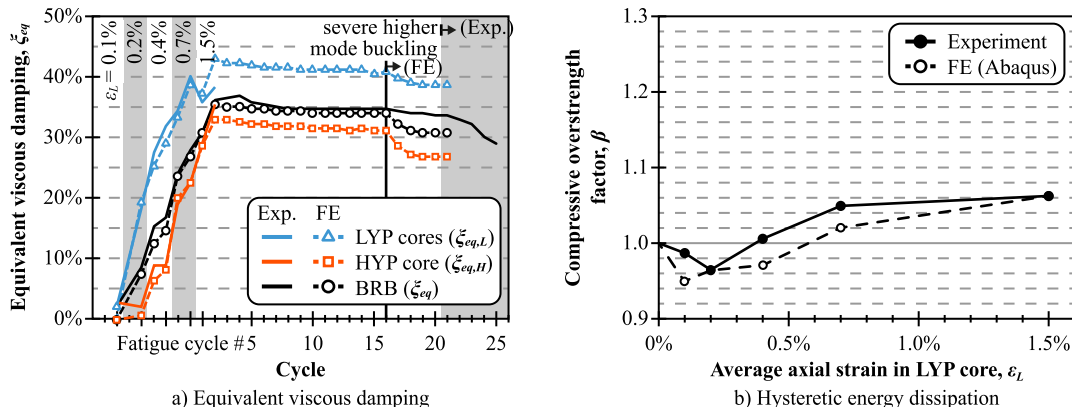 Equivalent viscous damping, ξeq
50%
40%
30%
20%
10%
0%
εL = 0.1%
0.2%
0.4%
0.7%
1.5%
severe higher
mode buckling
(Exp.)
(FE)
Exp. FE
LYP cores (ξeq,L)
HYP core (ξeq,H)
BRB (ξeq)
Fatigue cycle #5 10 15 20 25
Cycle
a) Equivalent viscous damping
Compressive overstrength
factor, β
1.3
1.2
1.1
1.0
0.9
Experiment
FE (Abaqus)
0% 0.5% 1.0% 1.5%
Average axial strain in LYP core, εL
b) Hysteretic energy dissipation